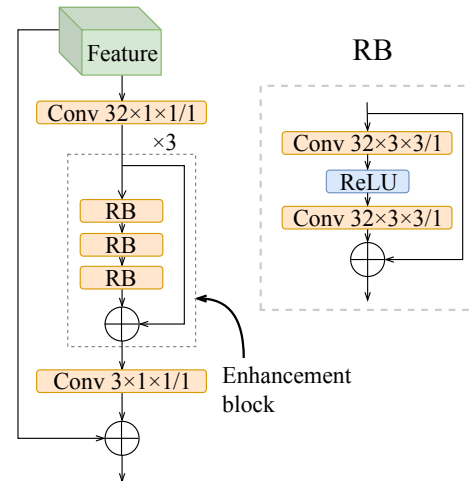 Feature
Conv 32×1×1/1
×3
RB
RB
RB
Conv 3×1×1/1
Enhancement
block
RB
Conv 32×3×3/1
ReLU
Conv 32×3×3/1